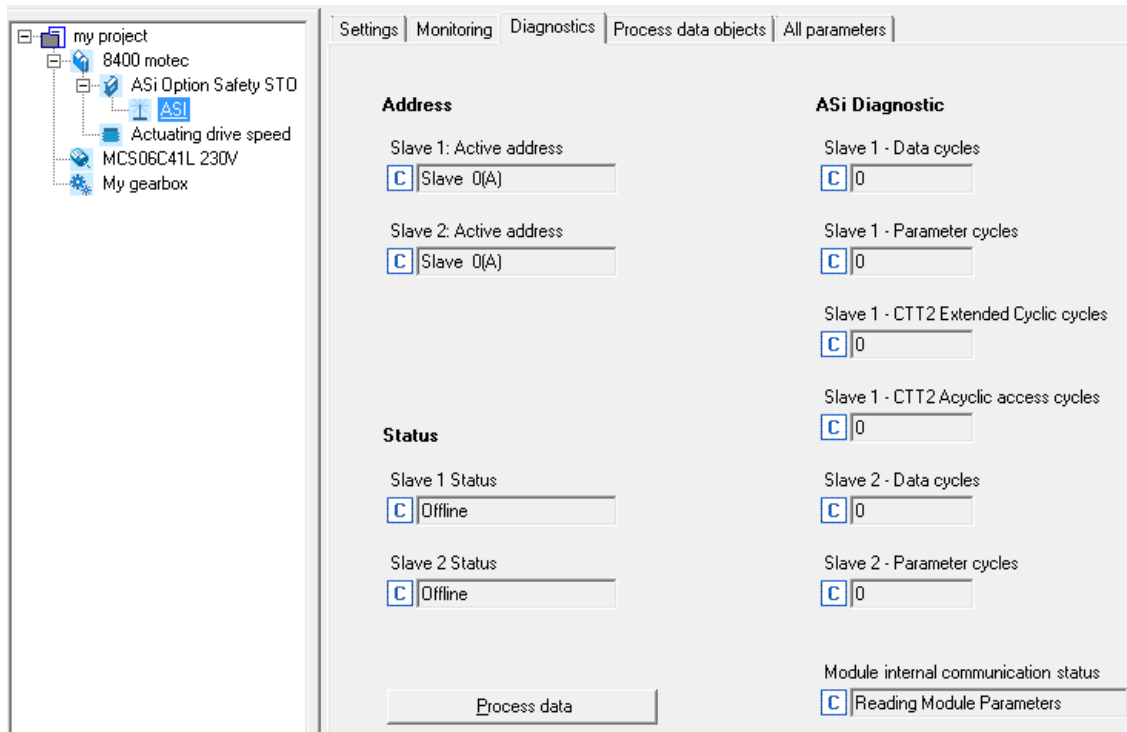 my project
8400 motec
ASi Option Safety STO
ASI
Actuating drive speed
MCS06C41L 230V
My gearbox
Settings Monitoring Diagnostics Process data objects All parameters
Address
Slave 1: Active address
C Slave 0(A)
Slave 2: Active address
C Slave 0(A)
Status
Slave 1 Status
C Offline
Slave 2 Status
C Offline
Process data
ASi Diagnostic
Slave 1 - Data cycles
C 0
Slave 1 - Parameter cycles
C 0
Slave 1 - CTT2 Extended Cyclic cycles
C 0
Slave 1 - CTT2 Acyclic access cycles
C 0
Slave 2 - Data cycles
C 0
Slave 2 - Parameter cycles
C 0
Module internal communication status
C Reading Module Parameters